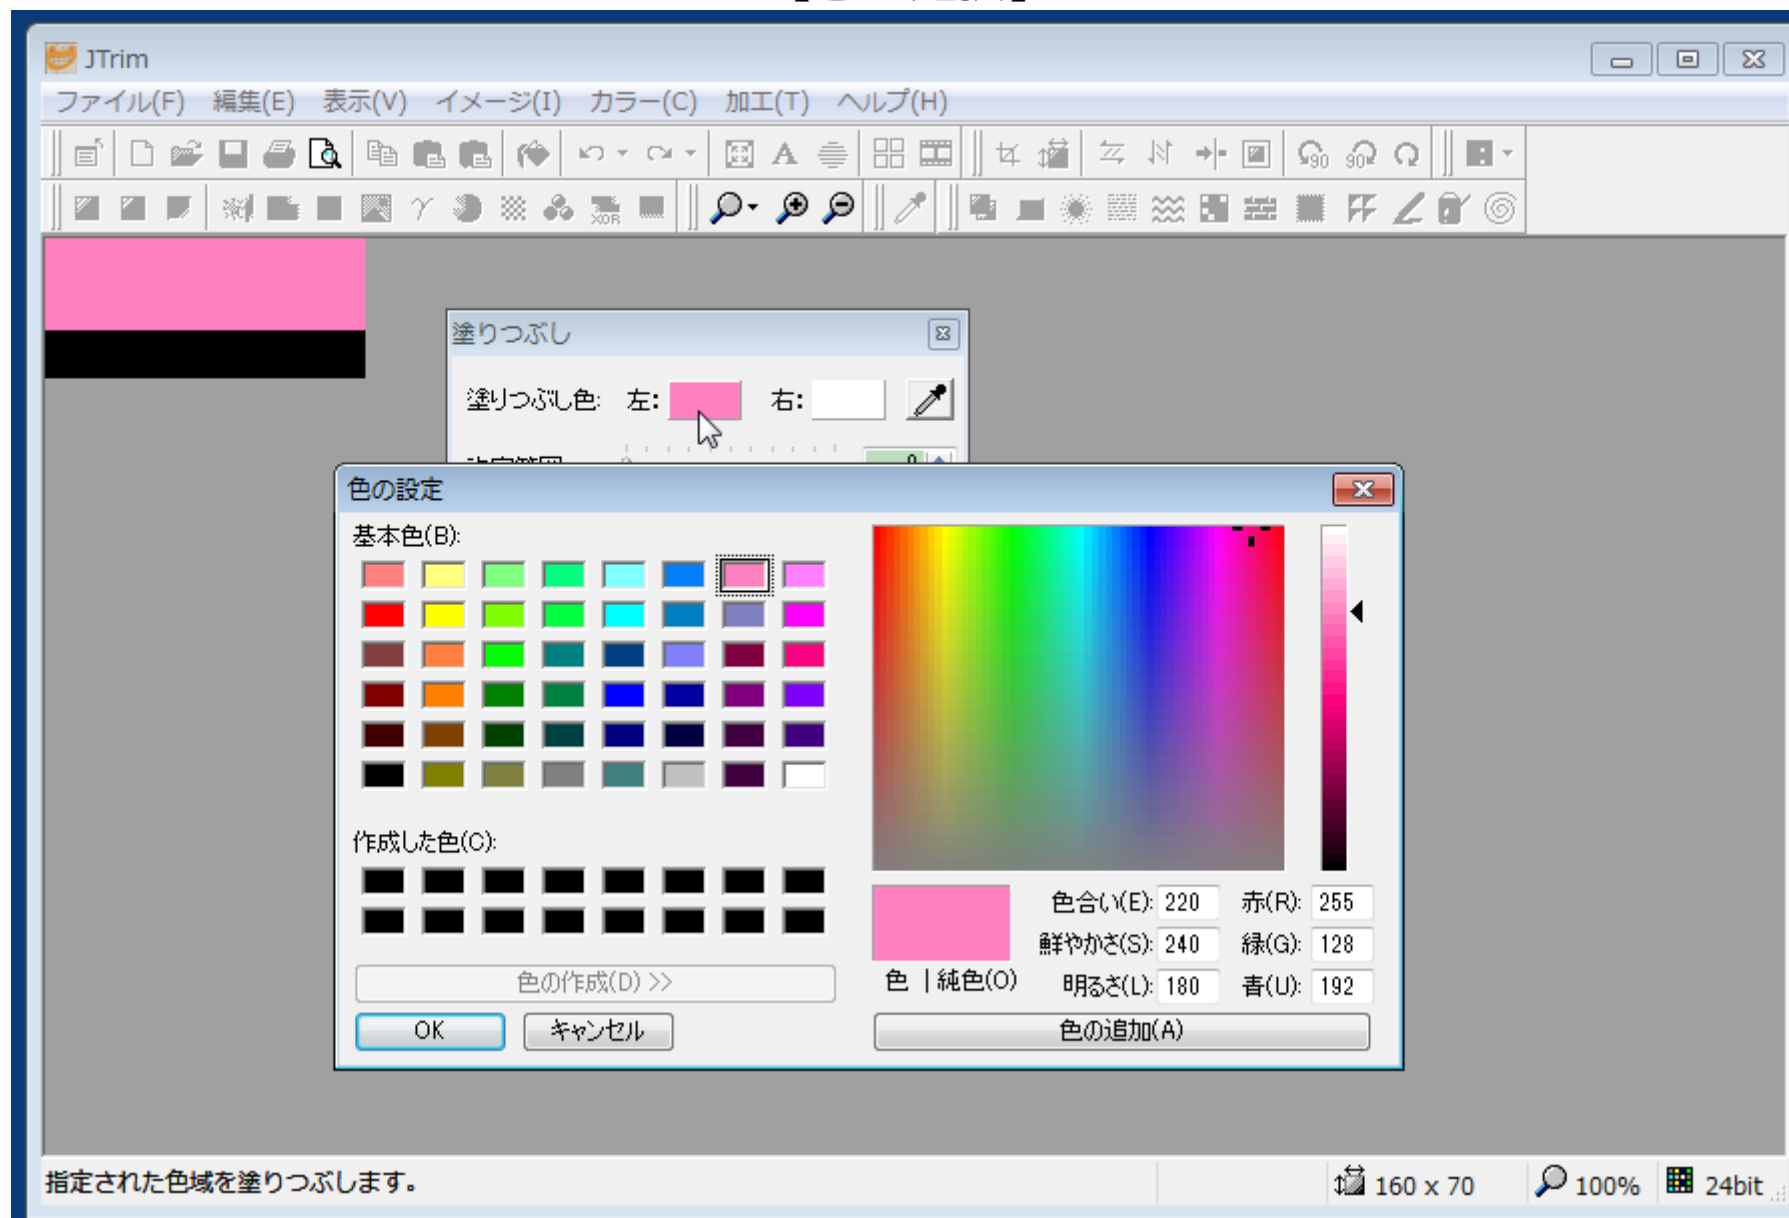 JTrim
ファイル(F) 編集(E) 表示(V) イメージ(I) カラー(C) 加工(T) ヘルプ(H)
90 90
XOR
塗りつぶし
塗りつぶし色: 左: 右:
色の設定
基本色(B):
作成した色(C):
色合い(E): 220 赤(R): 255
鮮やかさ(S): 240 緑(G): 128
色の作成(D) >>
色 | 純色(O)
明るさ(L): 180 青(U): 192
OK キャンセル 色の追加(A)
指定された色域を塗りつぶします。 160 x 70 100% 24bit